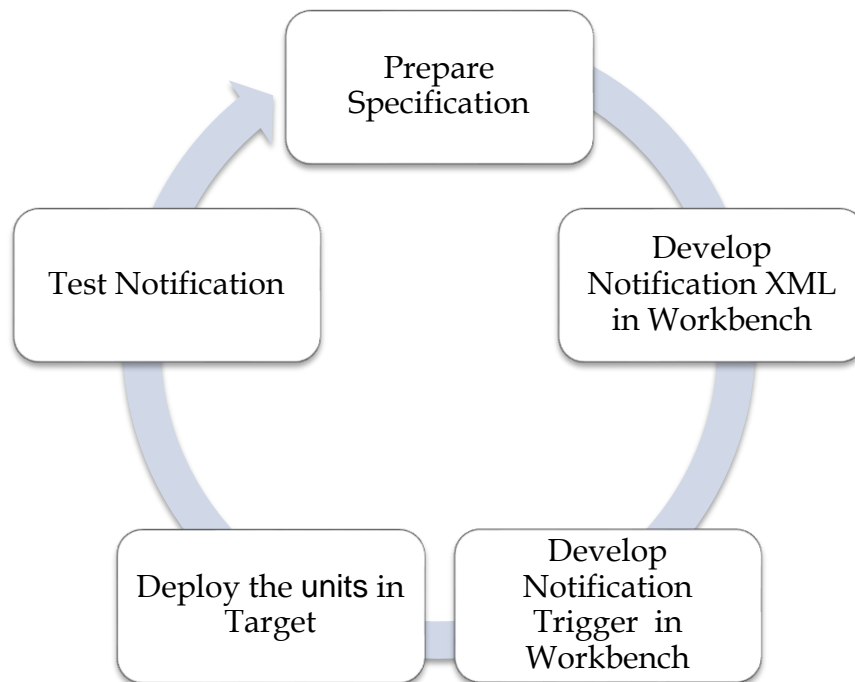 Prepare
Specification
Develop
Notification XML
in Workbench
Develop
Notification
Trigger in
Workbench
Deploy the units in
Target
Test Notification